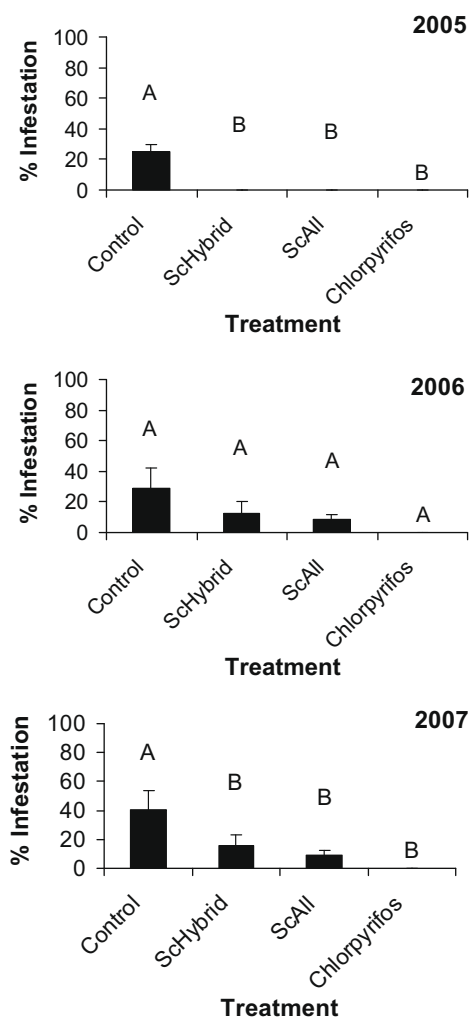 2005
100
80
60
40
20
0
% Infestation
A
B
B
B
Control
ScHybrid
ScAll
Chlorpyrifos
Treatment
2006
100
80
60
40
20
0
% Infestation
A
A
A
A
Control
ScHybrid
ScAll
Chlorpyrifos
Treatment
2007
100
80
60
40
20
0
% Infestation
A
B
B
B
Control
ScHybrid
ScAll
Chlorpyrifos
Treatment